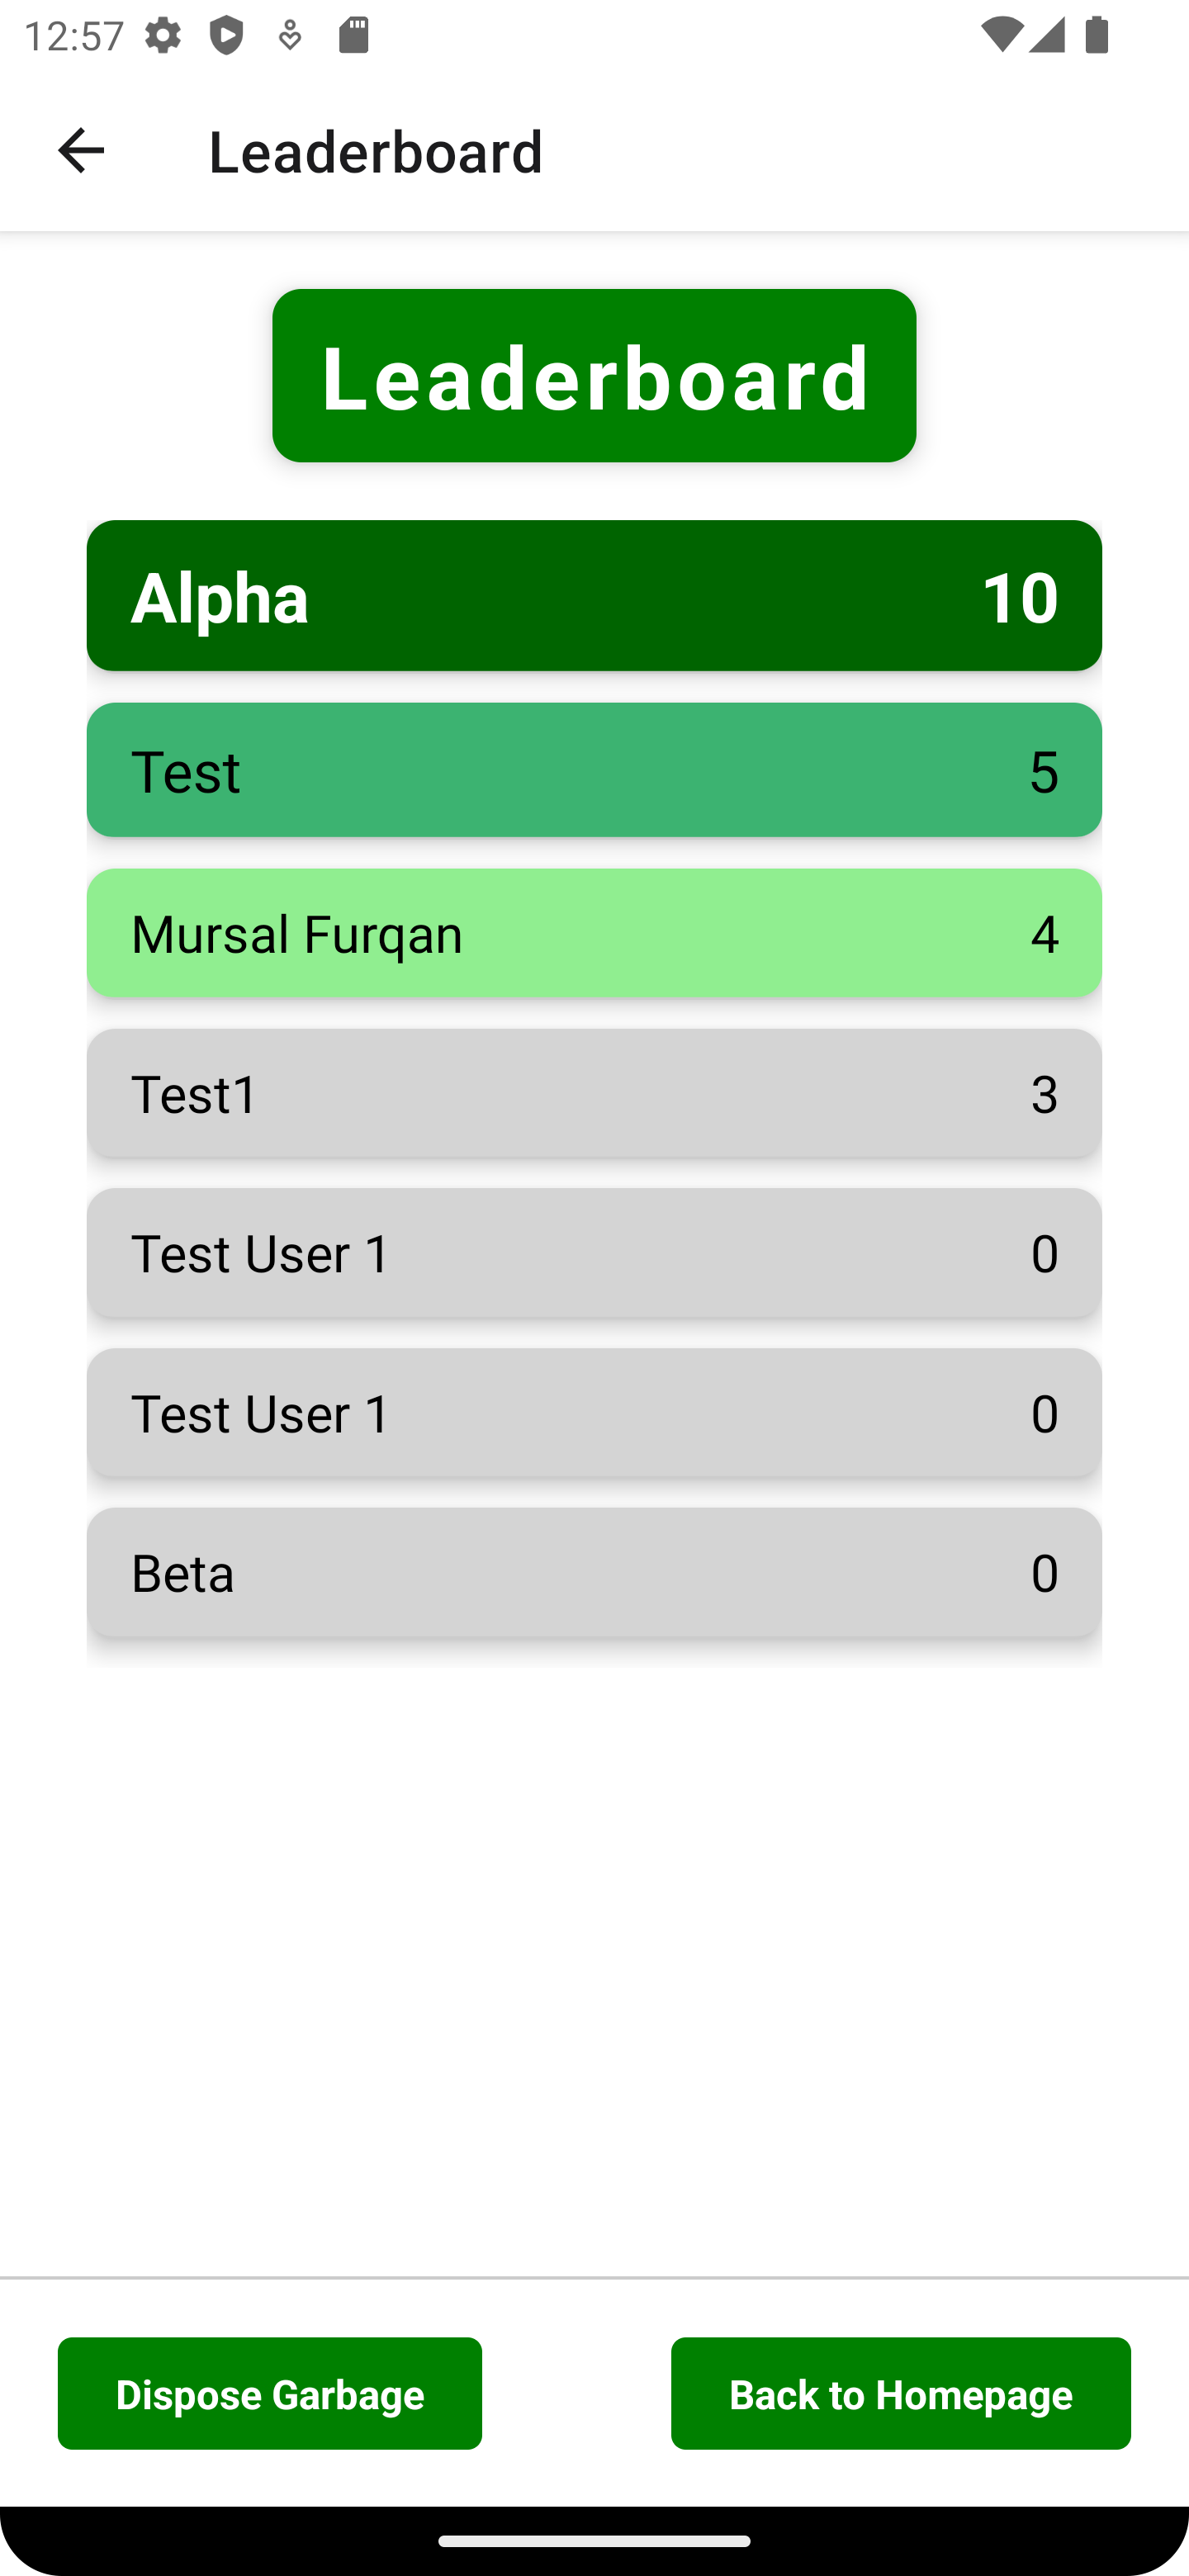 12:57
Leaderboard
Leaderboard
Alpha 10
Test 5
Mursal Furqan 4
Test1 3
Test User 1 0
Test User 1 0
Beta 0
Dispose Garbage Back to Homepage